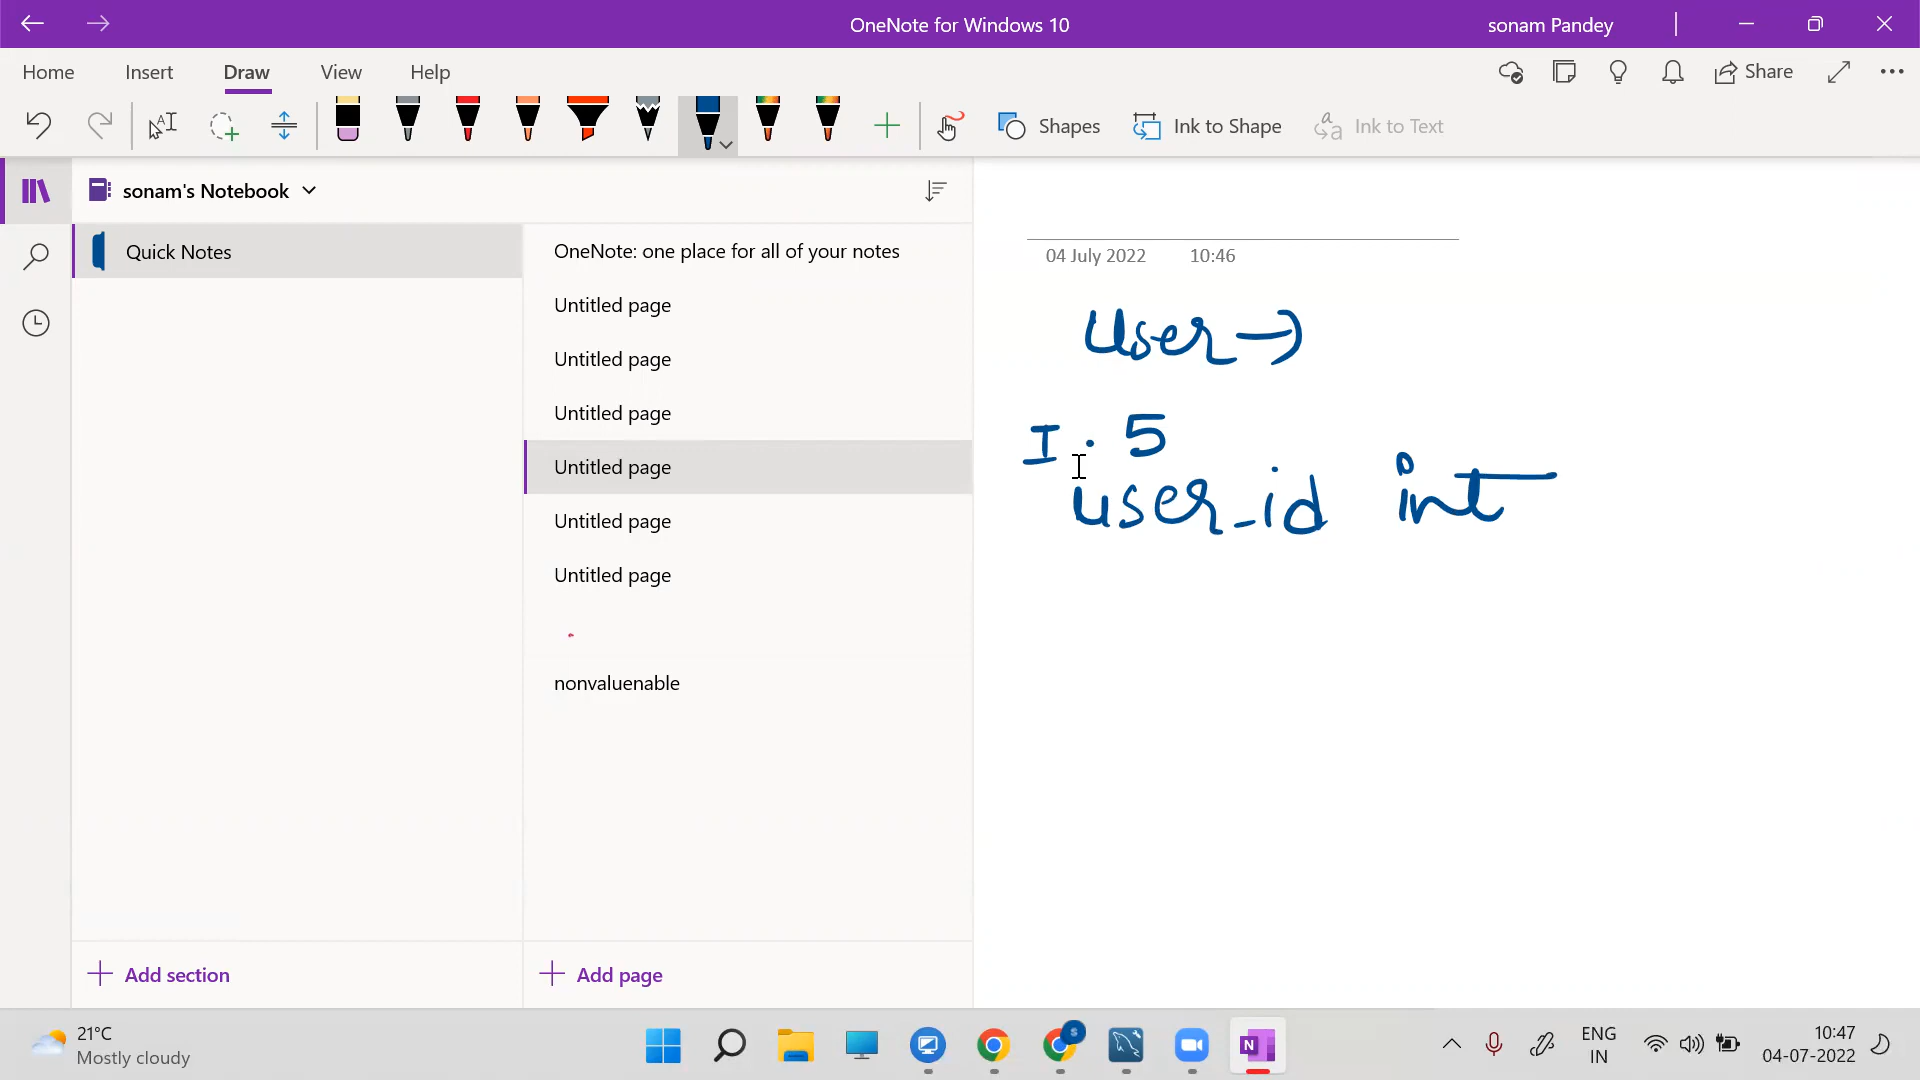 OneNote for Windows 10
sonam Pandey
Home Insert Draw View Help
Share
Shapes
Ink to Shape
Ink to Text
sonam's Notebook
Quick Notes
OneNote: one place for all of your notes
Untitled page
Untitled page
Untitled page
Untitled page
Untitled page
Untitled page
nonvaluenable
Add section
Add page
04 July 2022 10:46
User →
I. 5
user_id int
21°C
Mostly cloudy
ENG
IN
10:47
04-07-2022